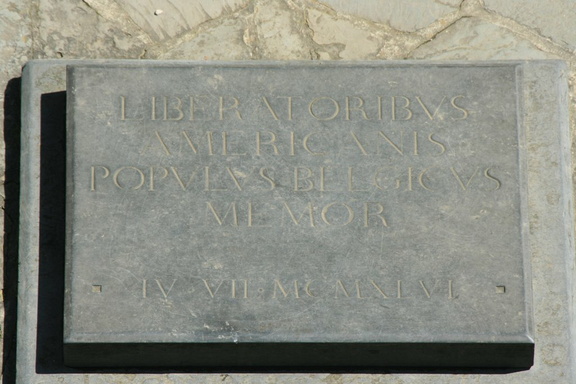 LIBERATORIBVS
AMERICANIS
POPVLVS BELGICVS
MEMOR
IV VII MCMXLVI